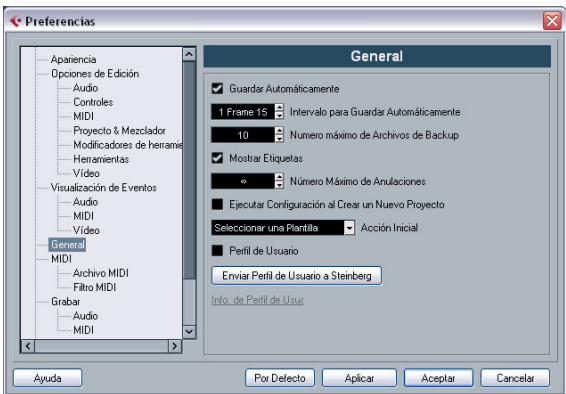 Preferencias
Apariencia
Opciones de Edición
Audio
Controles
MIDI
Proyecto & Mezclador
Modificadores de herramie
Herramientas
Vídeo
Visualización de Eventos
Audio
MIDI
Vídeo
General
MIDI
Archivo MIDI
Filtro MIDI
Grabar
Audio
MIDI
General
Guardar Automáticamente
1 Frame 15 Intervalo para Guardar Automáticamente
10 Numero máximo de Archivos de Backup
Mostrar Etiquetas
∞ Número Máximo de Anulaciones
Ejecutar Configuración al Crear un Nuevo Proyecto
Seleccionar una Plantilla Acción Inicial
Perfil de Usuario
Enviar Perfil de Usuario a Steinberg
Info. de Perfil de Usur
Ayuda Por Defecto Aplicar Aceptar Cancelar